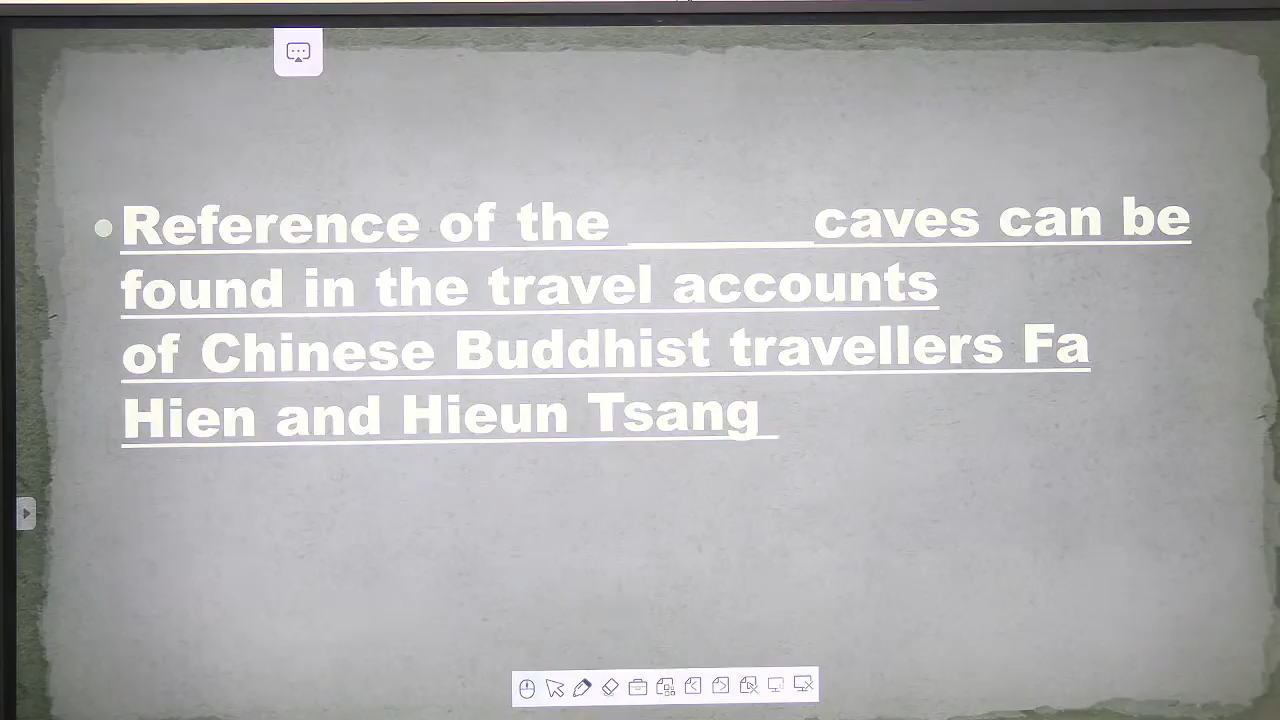 Reference of the _______ caves can be
found in the travel accounts
of Chinese Buddhist travellers Fa
Hien and Hieun Tsang